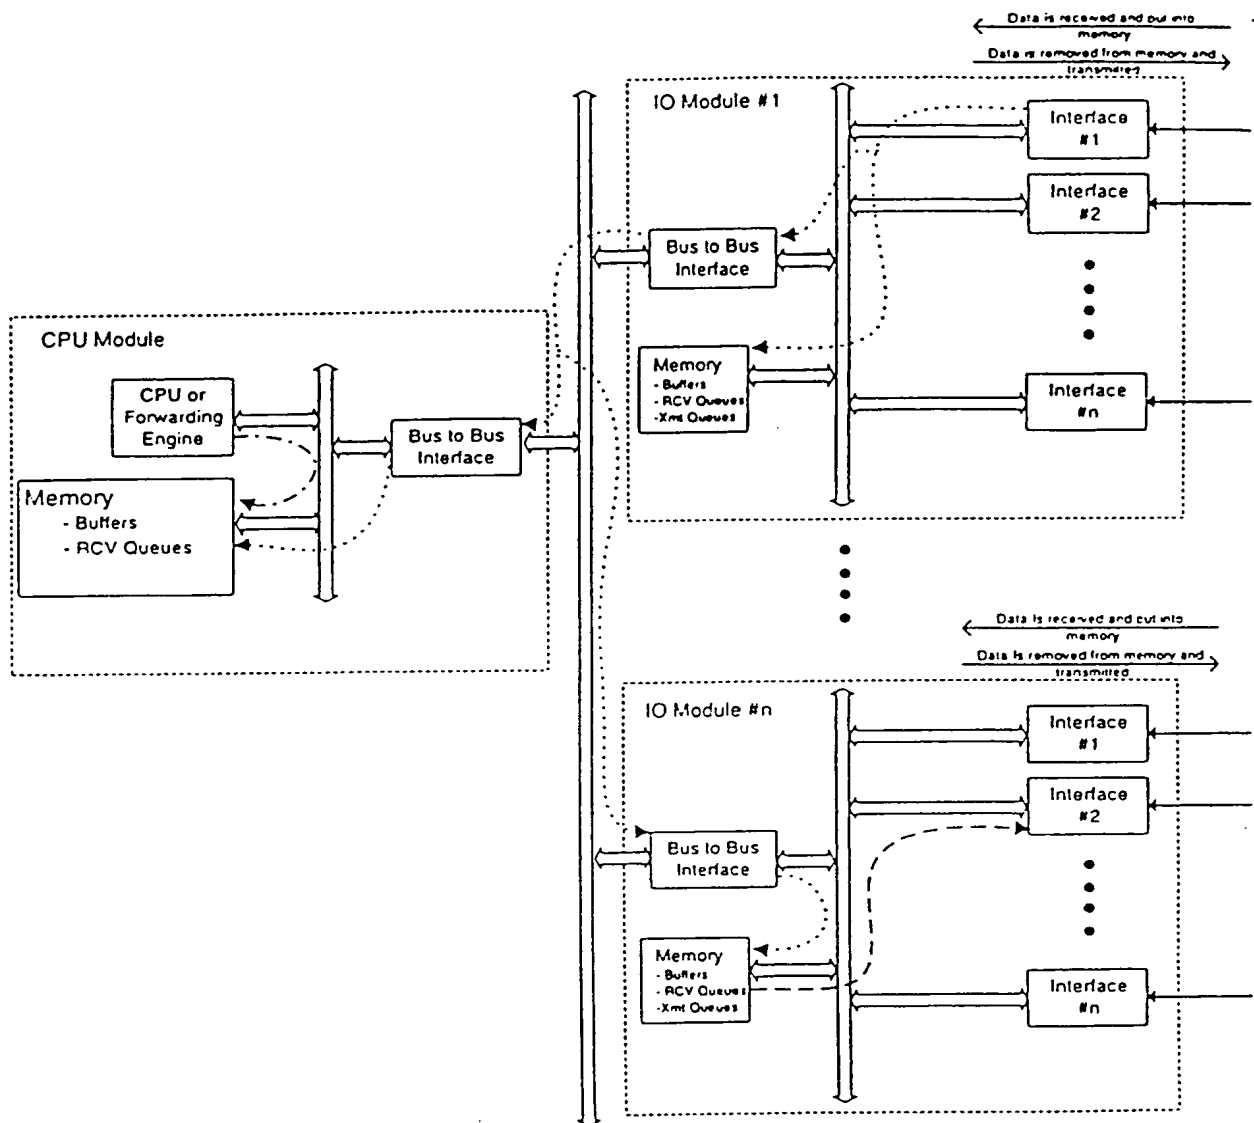 Data is received and put into
memory
Data is removed from memory and
transmitted
IO Module #1
Interface
#1
Interface
#2
Bus to Bus
Interface
Memory
- Buffers
- RCV Queues
-Xmt Queues
Interface
#n
CPU Module
CPU or
Forwarding
Engine
Bus to Bus
Interface
Memory
- Buffers
- RCV Queues
Data is received and put into
memory
Data is removed from memory and
transmitted
IO Module #n
Interface
#1
Interface
#2
Bus to Bus
Interface
Memory
- Buffers
- RCV Queues
-Xmt Queues
Interface
#n